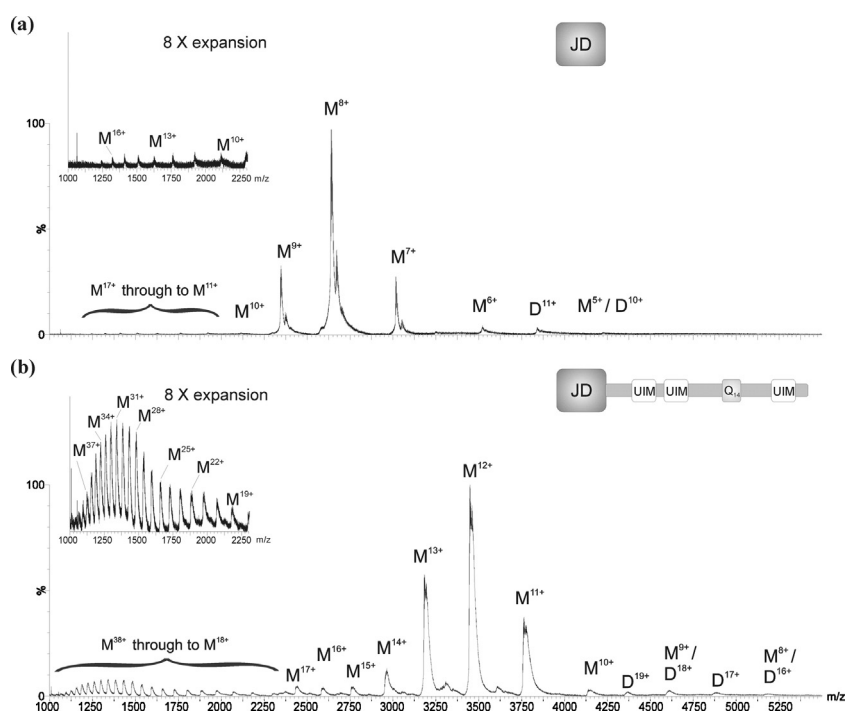 (a)
8 X expansion
JD
M¹⁶⁺ M¹³⁺ M¹⁰⁺
1000 1250 1500 1750 2000 2250 m/z
100
%
0
M⁸⁺
M⁹⁺
M⁷⁺
M¹⁷⁺ through to M¹¹⁺
M¹⁰⁺
M⁶⁺
D¹¹⁺
M⁵⁺ / D¹⁰⁺
(b)
8 X expansion
JD UIM UIM Q₁₄ UIM
M³⁷⁺
M³⁴⁺
M³¹⁺
M²⁸⁺
M²⁵⁺
M²²⁺
M¹⁹⁺
1000 1250 1500 1750 2000 2250 m/z
100
%
0
M¹²⁺
M¹³⁺
M¹¹⁺
M³⁸⁺ through to M¹⁸⁺
M¹⁷⁺
M¹⁶⁺
M¹⁵⁺
M¹⁴⁺
M¹⁰⁺
D¹⁹⁺
M⁹⁺ /
D¹⁸⁺
D¹⁷⁺
M⁸⁺ /
D¹⁶⁺
1000 1250 1500 1750 2000 2250 2500 2750 3000 3250 3500 3750 4000 4250 4500 4750 5000 5250 m/z